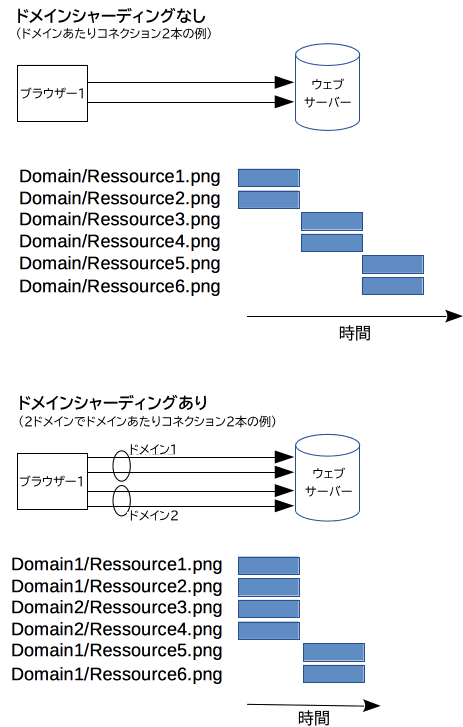 ドメインシャーディングなし
(ドメインあたりコネクション2本の例)
ブラウザー1
ウェブ
サーバー
Domain/Ressource1.png
Domain/Ressource2.png
Domain/Ressource3.png
Domain/Ressource4.png
Domain/Ressource5.png
Domain/Ressource6.png
時間
ドメインシャーディングあり
(2ドメインでドメインあたりコネクション2本の例)
ドメイン1
ブラウザー1
ウェブ
サーバー
ドメイン2
Domain1/Ressource1.png
Domain1/Ressource2.png
Domain2/Ressource3.png
Domain2/Ressource4.png
Domain1/Ressource5.png
Domain1/Ressource6.png
時間